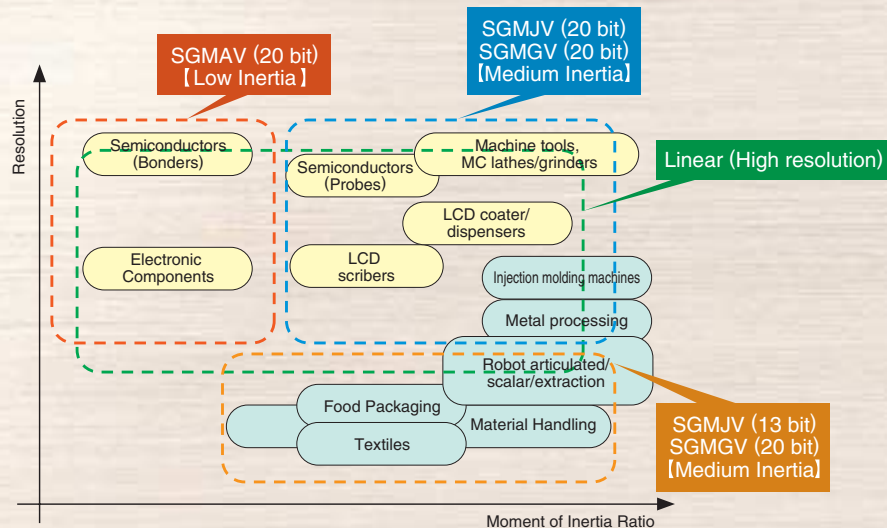 SGMJV (20 bit)
SGMGV (20 bit)
【Medium Inertia】
SGMAV (20 bit)
【Low Inertia】
Resolution
Semiconductors
(Bonders)
Semiconductors
(Probes)
Machine tools,
MC lathes/grinders
Linear (High resolution)
LCD coater/
dispensers
Electronic
Components
LCD
scribers
Injection molding machines
Metal processing
Robot articulated/
scalar/extraction
Food Packaging
Material Handling
Textiles
SGMJV (13 bit)
SGMGV (20 bit)
【Medium Inertia】
Moment of Inertia Ratio